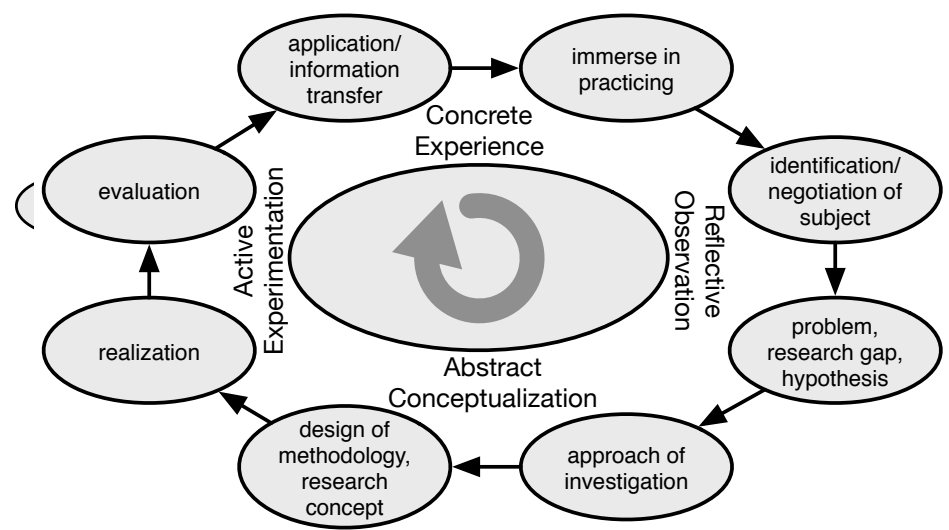 application/
information
transfer
immerse in
practicing
identification/
negotiation of
subject
problem,
research gap,
hypothesis
approach of
investigation
design of
methodology,
research
concept
realization
evaluation
Concrete
Experience
Reflective
Observation
Abstract
Conceptualization
Active
Experimentation